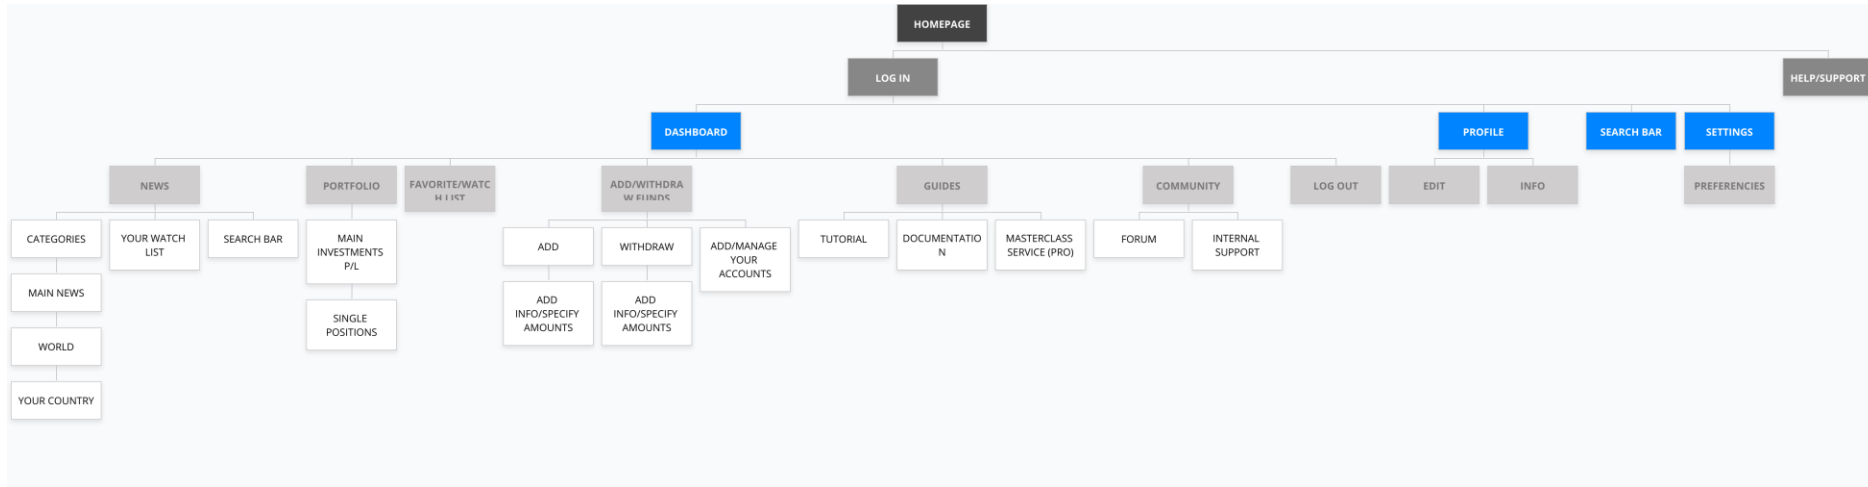 HOMEPAGE
LOG IN
HELP/SUPPORT
DASHBOARD
PROFILE
SEARCH BAR
SETTINGS
NEWS
PORTFOLIO
FAVORITE/WATC
H LIST
ADD/WITHDRA
W FUNDS
GUIDES
COMMUNITY
LOG OUT
EDIT
INFO
PREFERENCIES
CATEGORIES
YOUR WATCH
LIST
SEARCH BAR
MAIN
INVESTMENTS
P/L
ADD
WITHDRAW
ADD/MANAGE
YOUR
ACCOUNTS
TUTORIAL
DOCUMENTATIO
N
MASTERCLASS
SERVICE (PRO)
FORUM
INTERNAL
SUPPORT
MAIN NEWS
SINGLE
POSITIONS
ADD
INFO/SPECIFY
AMOUNTS
ADD
INFO/SPECIFY
AMOUNTS
WORLD
YOUR COUNTRY